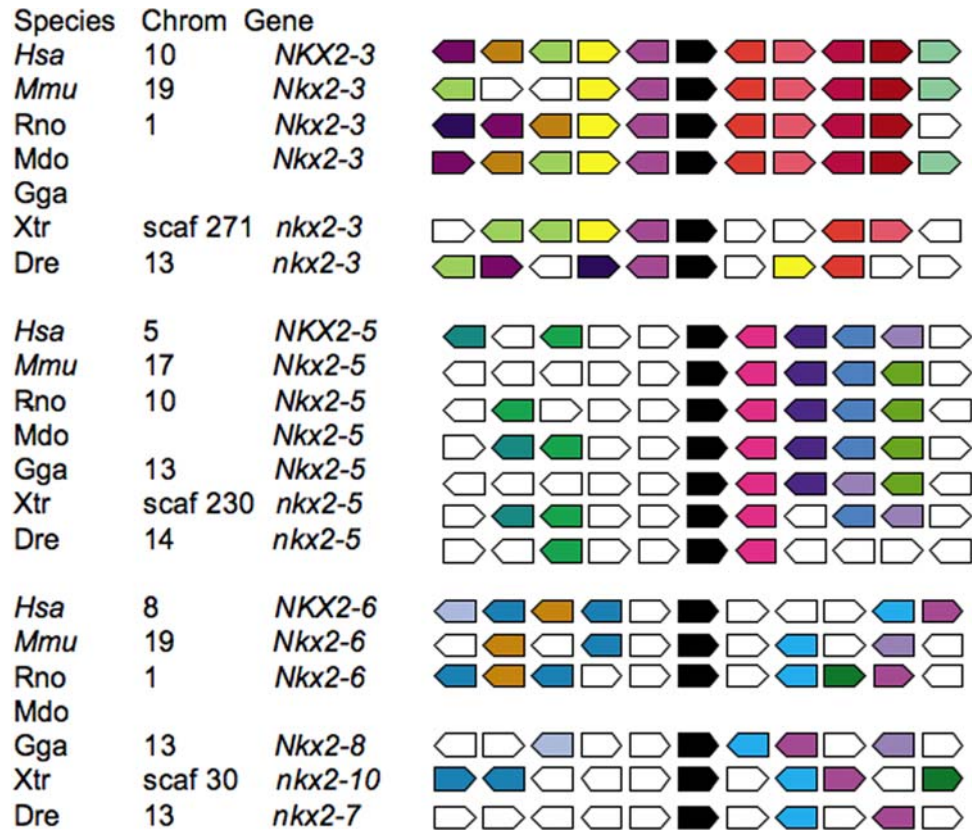 Species Chrom Gene
Hsa 10 NKX2-3
Mmu 19 Nkx2-3
Rno 1 Nkx2-3
Mdo Nkx2-3
Gga
Xtr scaf 271 nkx2-3
Dre 13 nkx2-3
Hsa 5 NKX2-5
Mmu 17 Nkx2-5
Rno 10 Nkx2-5
Mdo Nkx2-5
Gga 13 Nkx2-5
Xtr scaf 230 nkx2-5
Dre 14 nkx2-5
Hsa 8 NKX2-6
Mmu 19 Nkx2-6
Rno 1 Nkx2-6
Mdo
Gga 13 Nkx2-8
Xtr scaf 30 nkx2-10
Dre 13 nkx2-7